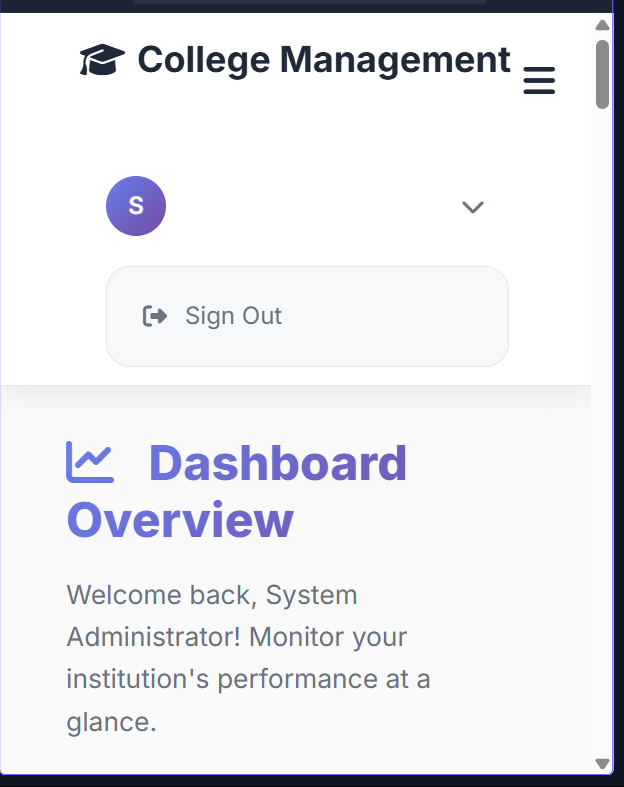 College Management
S
Sign Out
Dashboard
Overview
Welcome back, System
Administrator! Monitor your
institution's performance at a
glance.